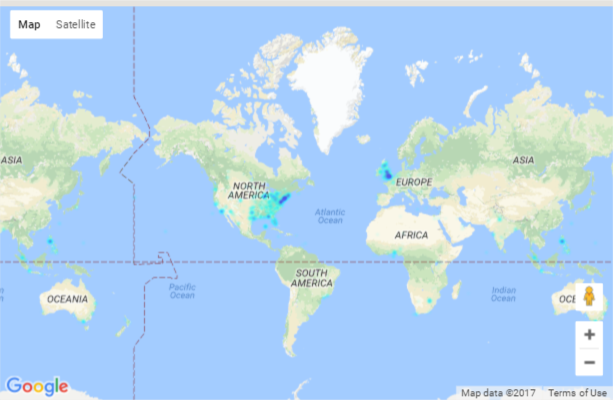 Map Satellite
ASIA
NORTH
AMERICA
EUROPE
ASIA
Atlantic
Ocean
AFRICA
SOUTH
AMERICA
Pacific
Ocean
Indian
Ocean
OCEANIA
OCE
+
−
Google
Map data ©2017 Terms of Use